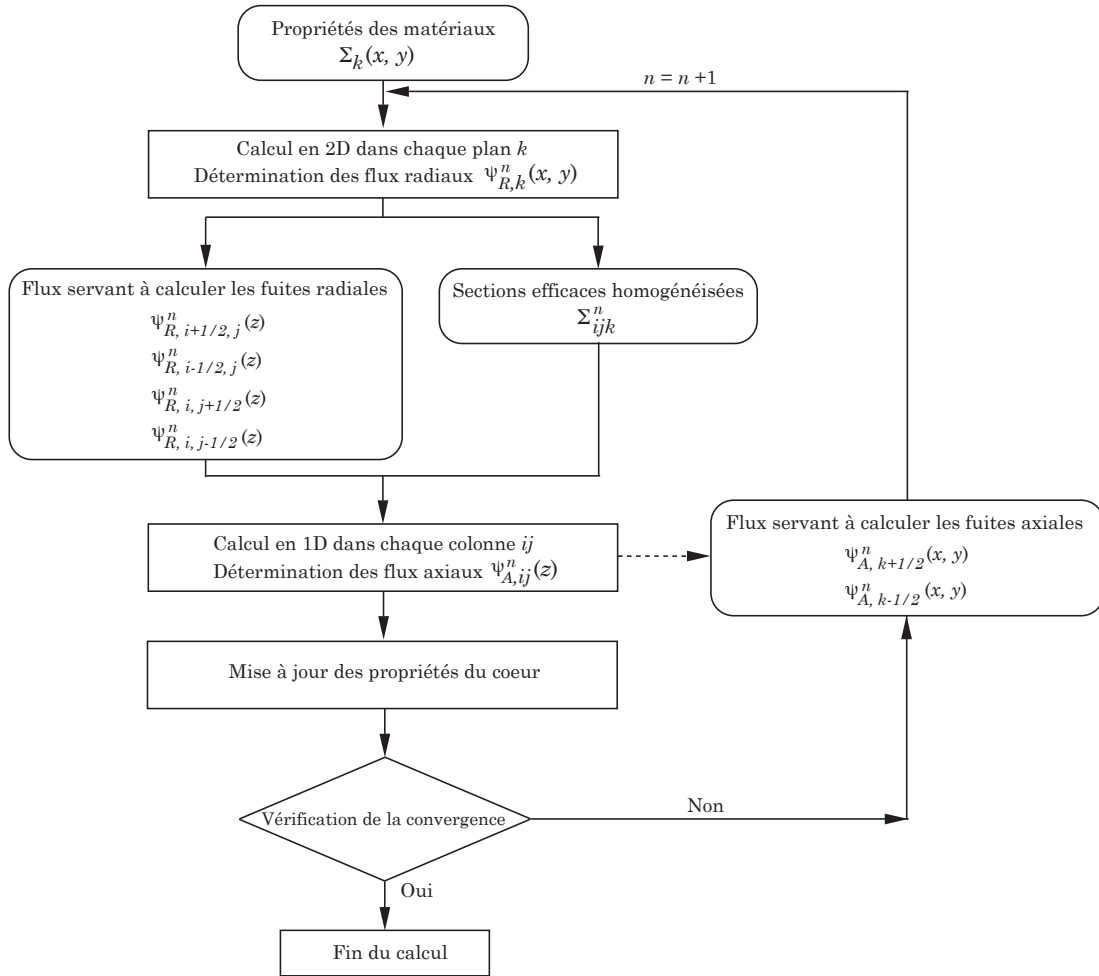 Propriétés des matériaux
Σ_k(x, y)
n = n +1
Calcul en 2D dans chaque plan k
Détermination des flux radiaux ψ^n_{R,k}(x, y)
Flux servant à calculer les fuites radiales
ψ^n_{R, i+1/2, j}(z)
ψ^n_{R, i-1/2, j}(z)
ψ^n_{R, i, j+1/2}(z)
ψ^n_{R, i, j-1/2}(z)
Sections efficaces homogénéisées
Σ^n_{ijk}
Calcul en 1D dans chaque colonne ij
Détermination des flux axiaux ψ^n_{A,ij}(z)
Flux servant à calculer les fuites axiales
ψ^n_{A, k+1/2}(x, y)
ψ^n_{A, k-1/2}(x, y)
Mise à jour des propriétés du coeur
Vérification de la convergence
Non
Oui
Fin du calcul